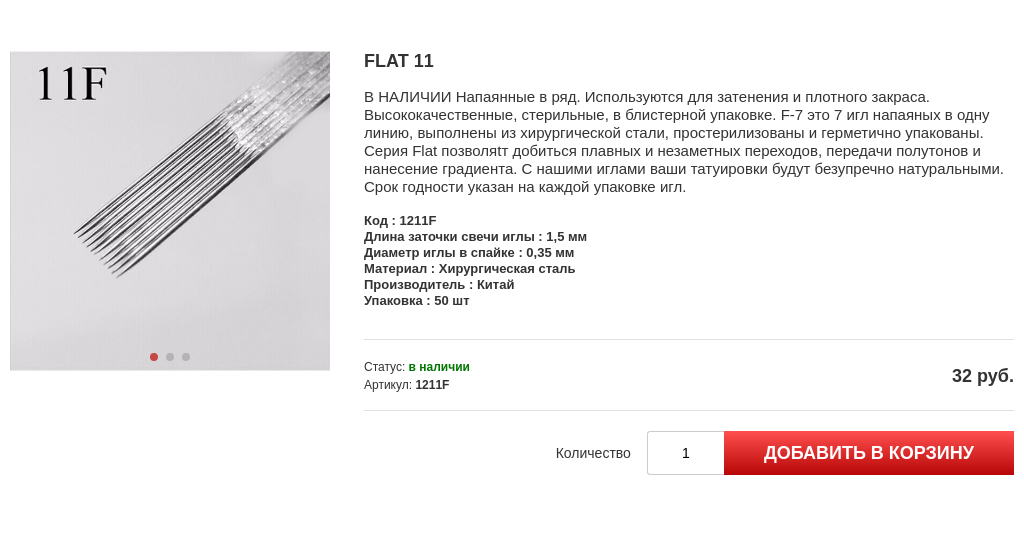 11F
FLAT 11
В НАЛИЧИИ Напаянные в ряд. Используются для затенения и плотного закраса.
Высококачественные, стерильные, в блистерной упаковке. F-7 это 7 игл напаяных в одну
линию, выполнены из хирургической стали, простерилизованы и герметично упакованы.
Серия Flat позволятт добиться плавных и незаметных переходов, передачи полутонов и
нанесение градиента. С нашими иглами ваши татуировки будут безупречно натуральными.
Срок годности указан на каждой упаковке игл.
Код : 1211F
Длина заточки свечи иглы : 1,5 мм
Диаметр иглы в спайке : 0,35 мм
Материал : Хирургическая сталь
Производитель : Китай
Упаковка : 50 шт
Статус: в наличии
Артикул: 1211F
32 руб.
Количество 1 ДОБАВИТЬ В КОРЗИНУ